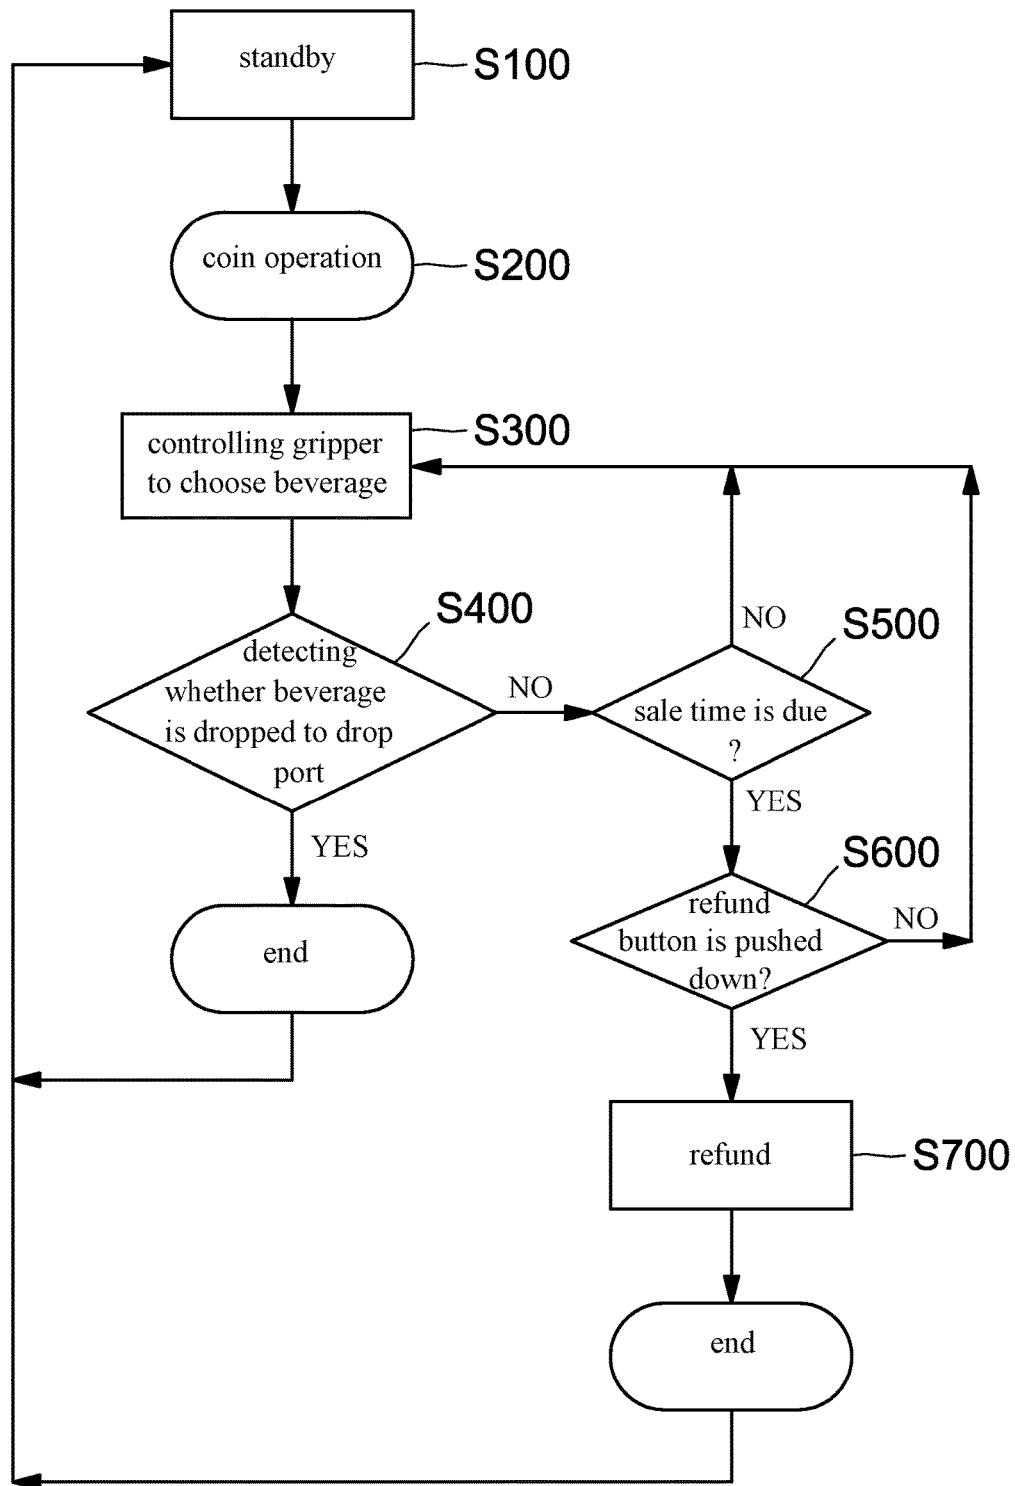 standby
S100
coin operation
S200
controlling gripper
to choose beverage
S300
detecting
whether beverage
is dropped to drop
port
S400
NO
YES
sale time is due
?
S500
NO
YES
end
refund
button is pushed
down?
S600
NO
YES
refund
S700
end